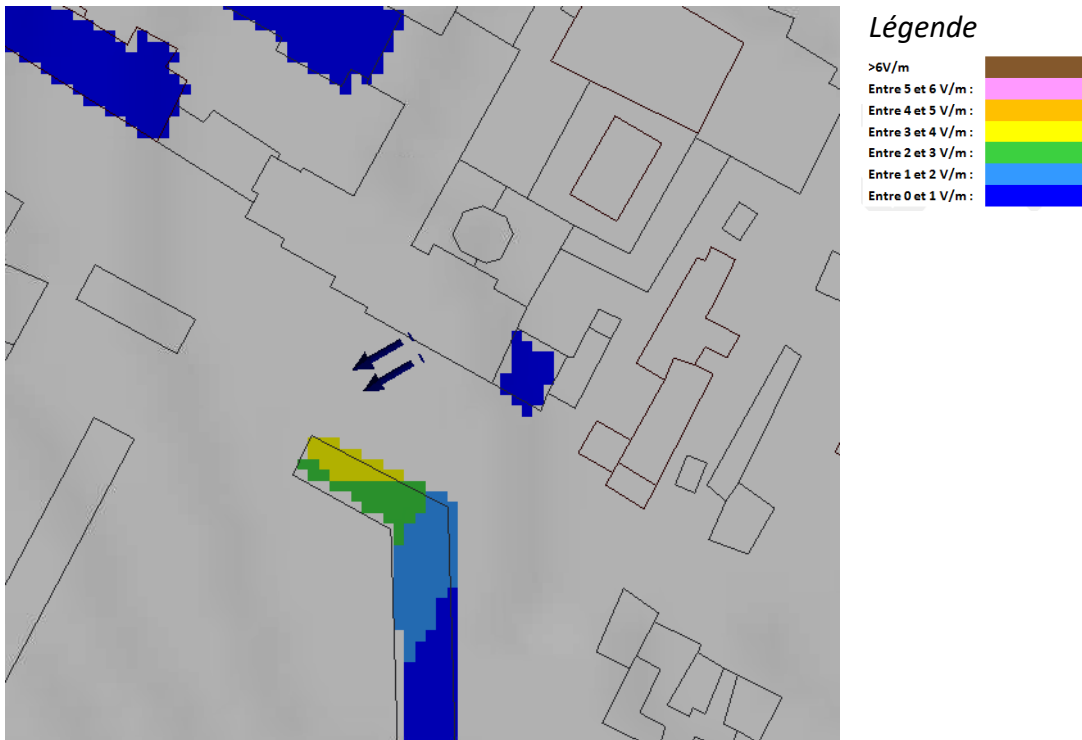 Légende
>6V/m
Entre 5 et 6 V/m :
Entre 4 et 5 V/m :
Entre 3 et 4 V/m :
Entre 2 et 3 V/m :
Entre 1 et 2 V/m :
Entre 0 et 1 V/m :